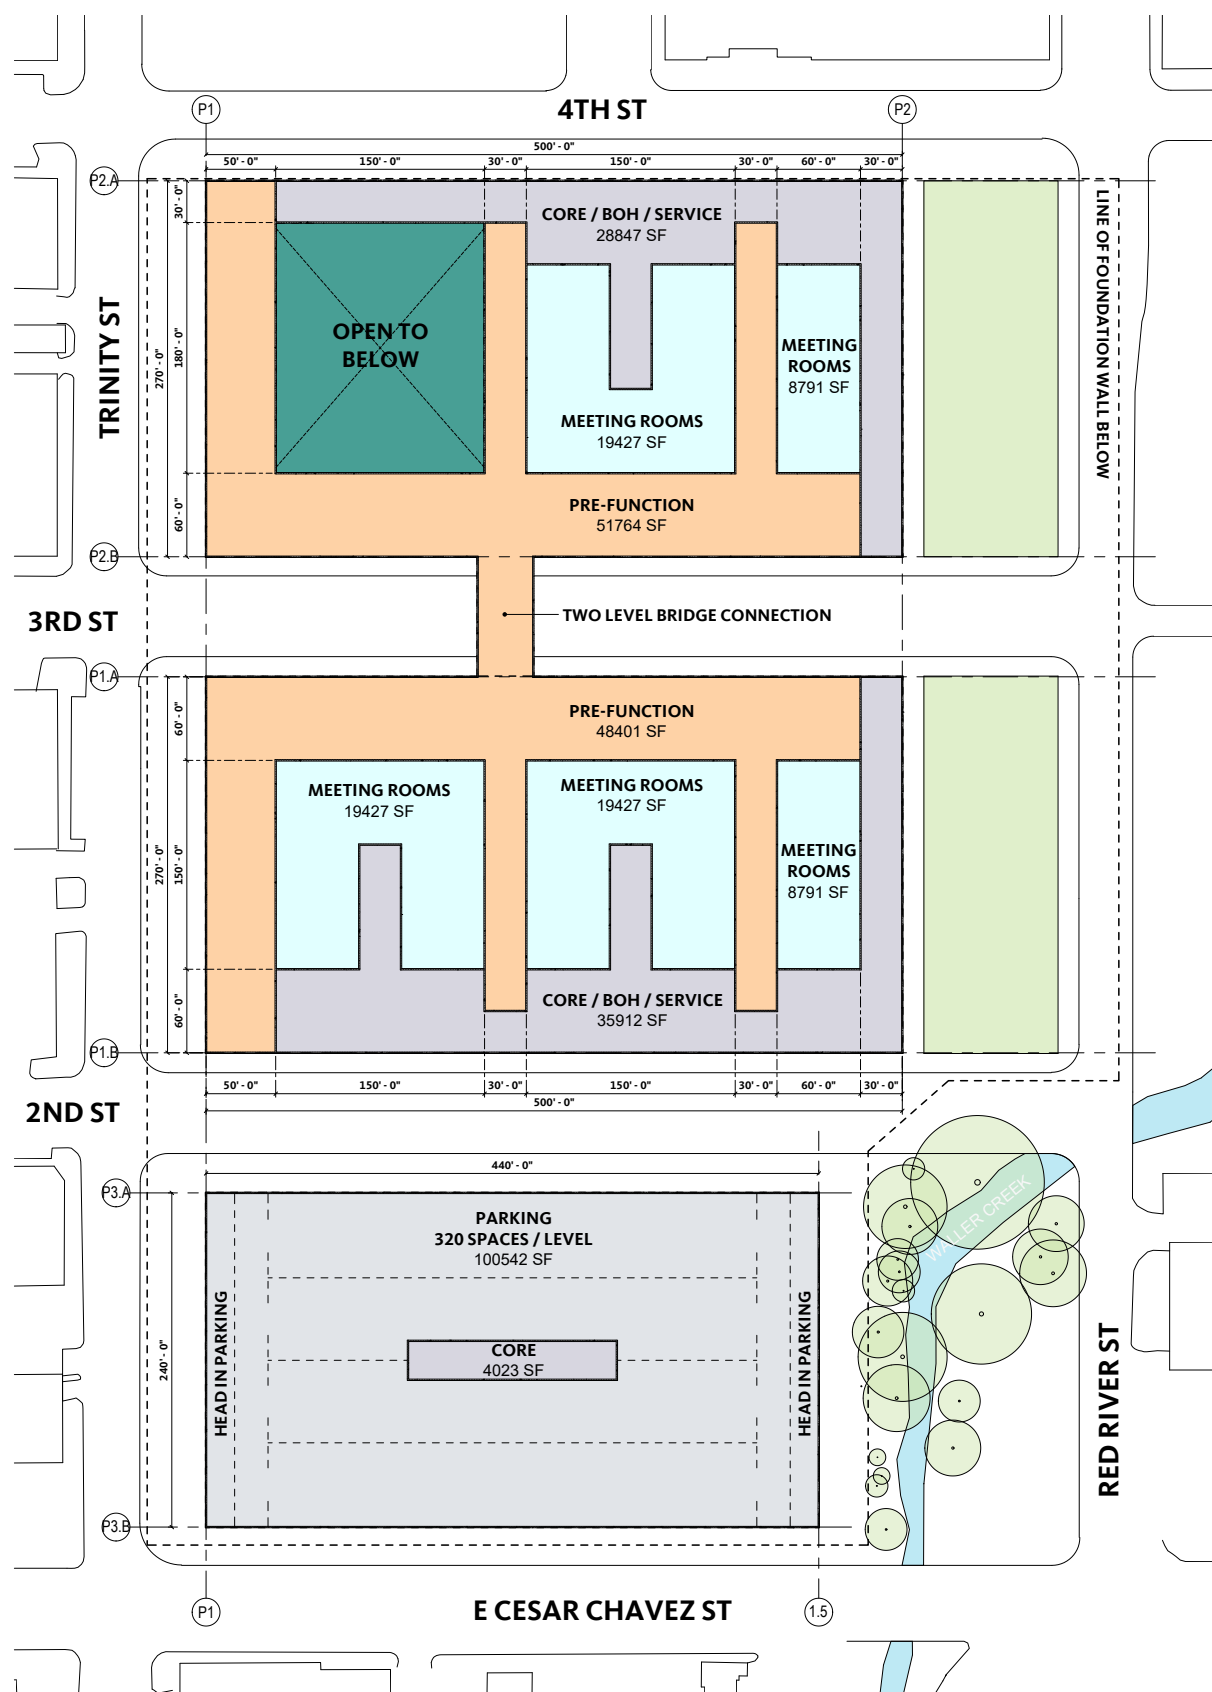 P1
4TH ST
P2
500' - 0"
50' - 0"
150' - 0"
30' - 0"
150' - 0"
30' - 0"
60' - 0"
30' - 0"
P2.A
30' - 0"
CORE / BOH / SERVICE
28847 SF
LINE OF FOUNDATION WALL BELOW
TRINITY ST
OPEN TO
BELOW
270' - 0"
180' - 0"
MEETING
ROOMS
8791 SF
MEETING ROOMS
19427 SF
60' - 0"
PRE-FUNCTION
51764 SF
P2.B
3RD ST
TWO LEVEL BRIDGE CONNECTION
P1.A
60' - 0"
PRE-FUNCTION
48401 SF
MEETING ROOMS
19427 SF
MEETING ROOMS
19427 SF
270' - 0"
150' - 0"
MEETING
ROOMS
8791 SF
60' - 0"
CORE / BOH / SERVICE
35912 SF
P1.B
50' - 0"
150' - 0"
30' - 0"
150' - 0"
30' - 0"
60' - 0"
30' - 0"
500' - 0"
2ND ST
440' - 0"
P3.A
PARKING
320 SPACES / LEVEL
100542 SF
WALLER CREEK
240' - 0"
HEAD IN PARKING
CORE
4023 SF
HEAD IN PARKING
RED RIVER ST
P3.B
P1
E CESAR CHAVEZ ST
1.5